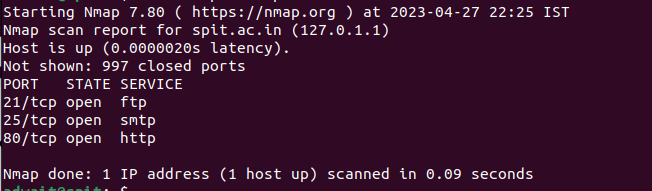 Starting Nmap 7.80 ( https://nmap.org ) at 2023-04-27 22:25 IST
Nmap scan report for spit.ac.in (127.0.1.1)
Host is up (0.0000020s latency).
Not shown: 997 closed ports
PORT   STATE SERVICE
21/tcp open  ftp
25/tcp open  smtp
80/tcp open  http
Nmap done: 1 IP address (1 host up) scanned in 0.09 seconds